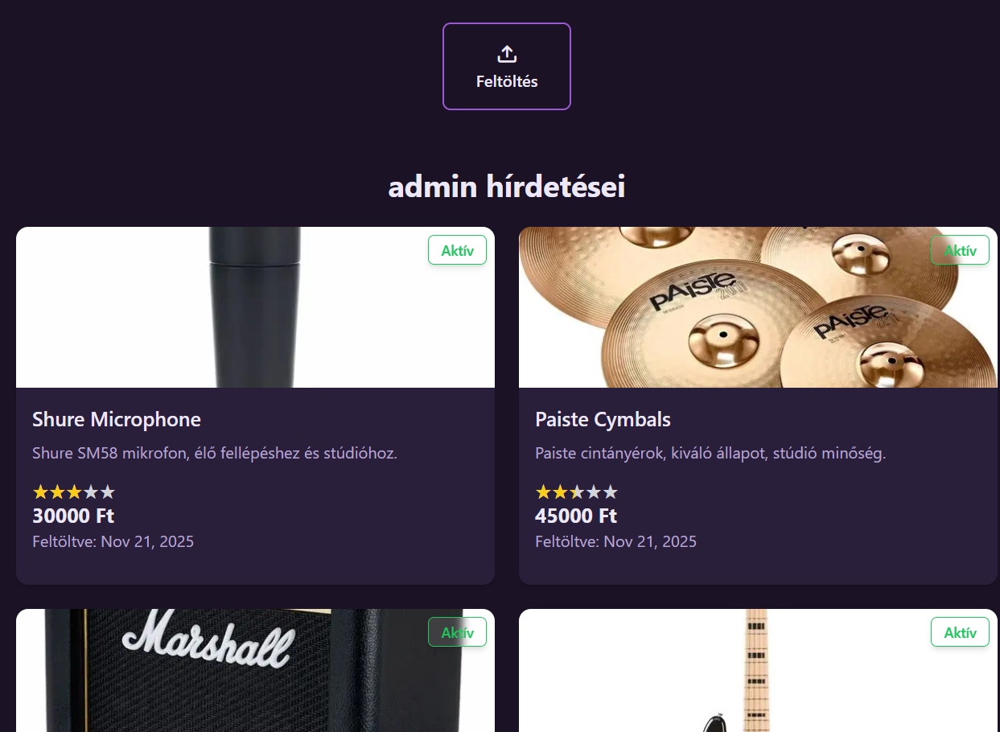 Feltöltés
admin hírdetései
Aktív
Shure Microphone
Shure SM58 mikrofon, élő fellépéshez és stúdióhoz.
30000 Ft
Feltöltve: Nov 21, 2025
Aktív
PAiSTe
2011
PAiSTe
Paiste Cymbals
Paiste cintányérok, kiváló állapot, stúdió minőség.
45000 Ft
Feltöltve: Nov 21, 2025
Aktív
Marshall
Aktív